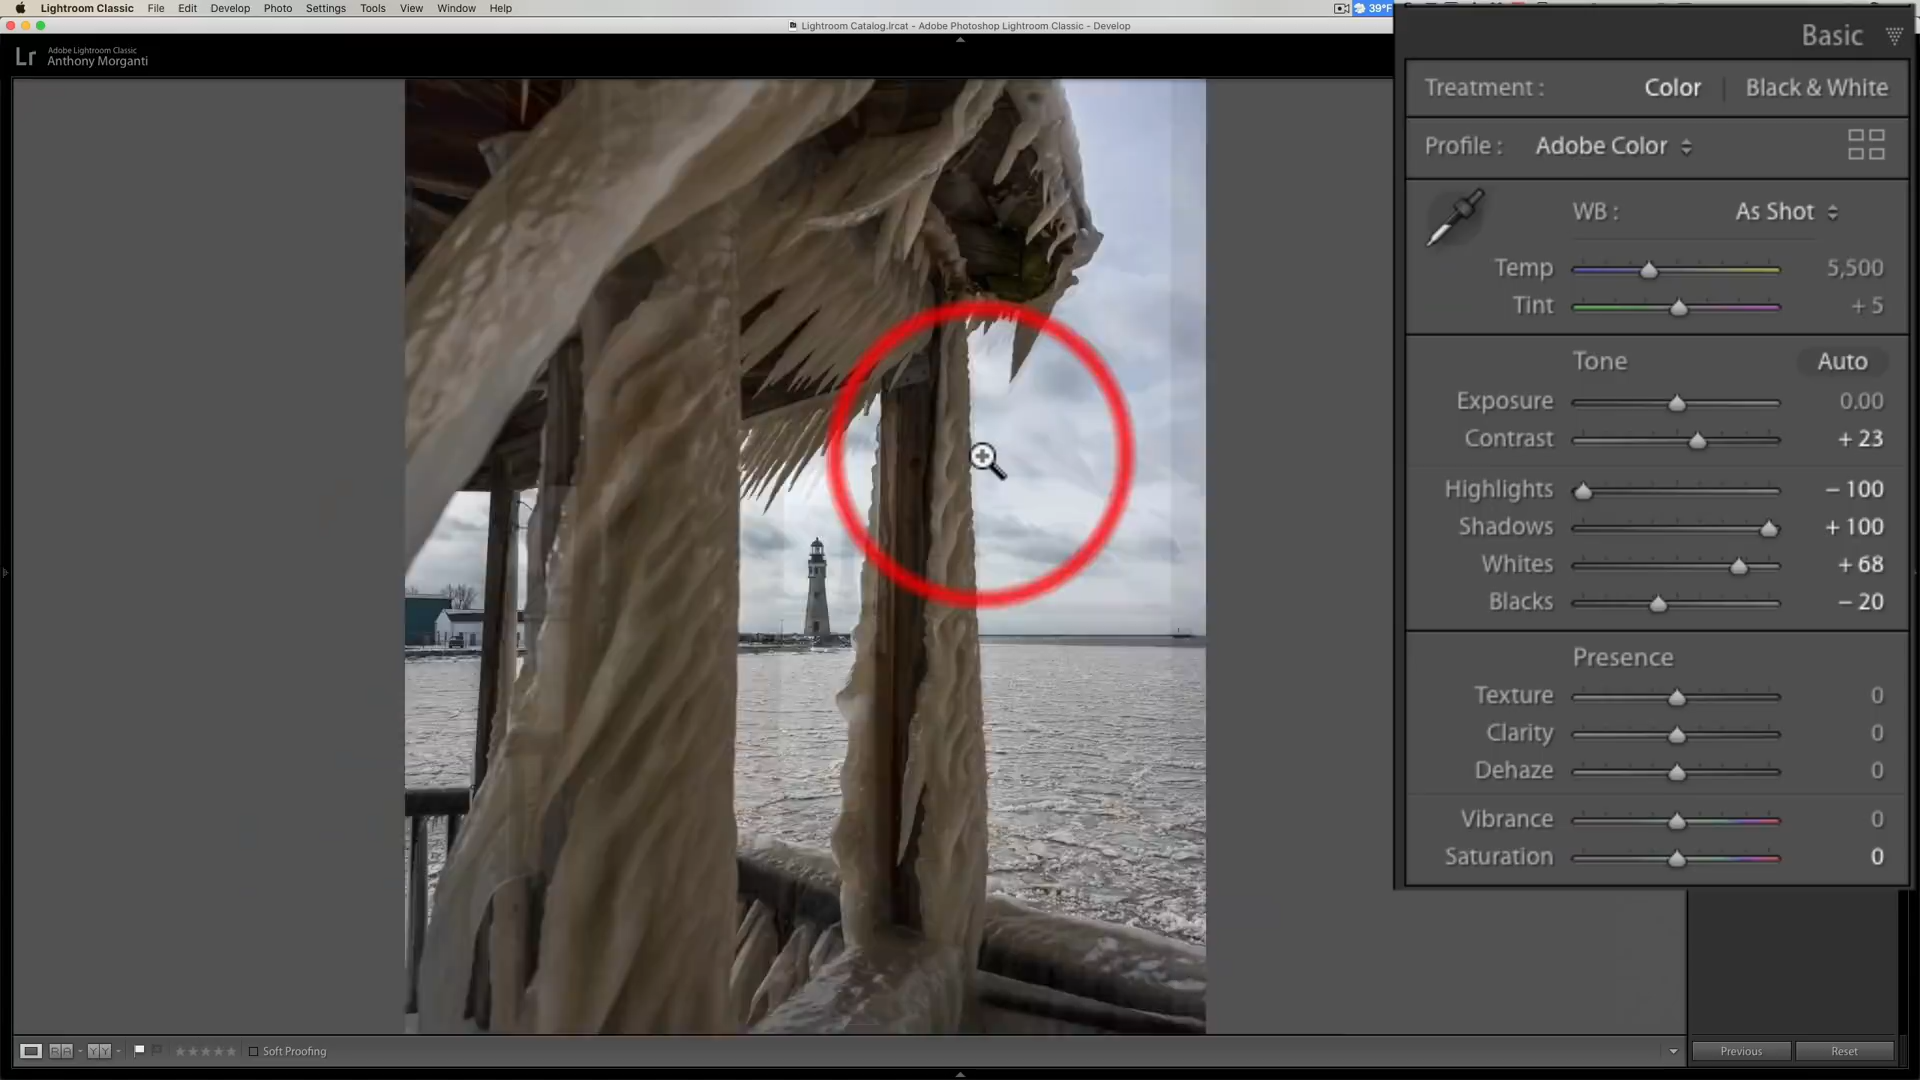 Lightroom Classic File Edit Develop Photo Settings Tools View Window Help 39°F
Lightroom Catalog.lrcat - Adobe Photoshop Lightroom Classic - Develop
Lr Adobe Lightroom Classic
Anthony Morganti
Basic
Treatment : Color | Black & White
Profile : Adobe Color
WB : As Shot
Temp 5,500
Tint + 5
Tone Auto
Exposure 0.00
Contrast + 23
Highlights − 100
Shadows + 100
Whites + 68
Blacks − 20
Presence
Texture 0
Clarity 0
Dehaze 0
Vibrance 0
Saturation 0
RA YY Soft Proofing Previous Reset